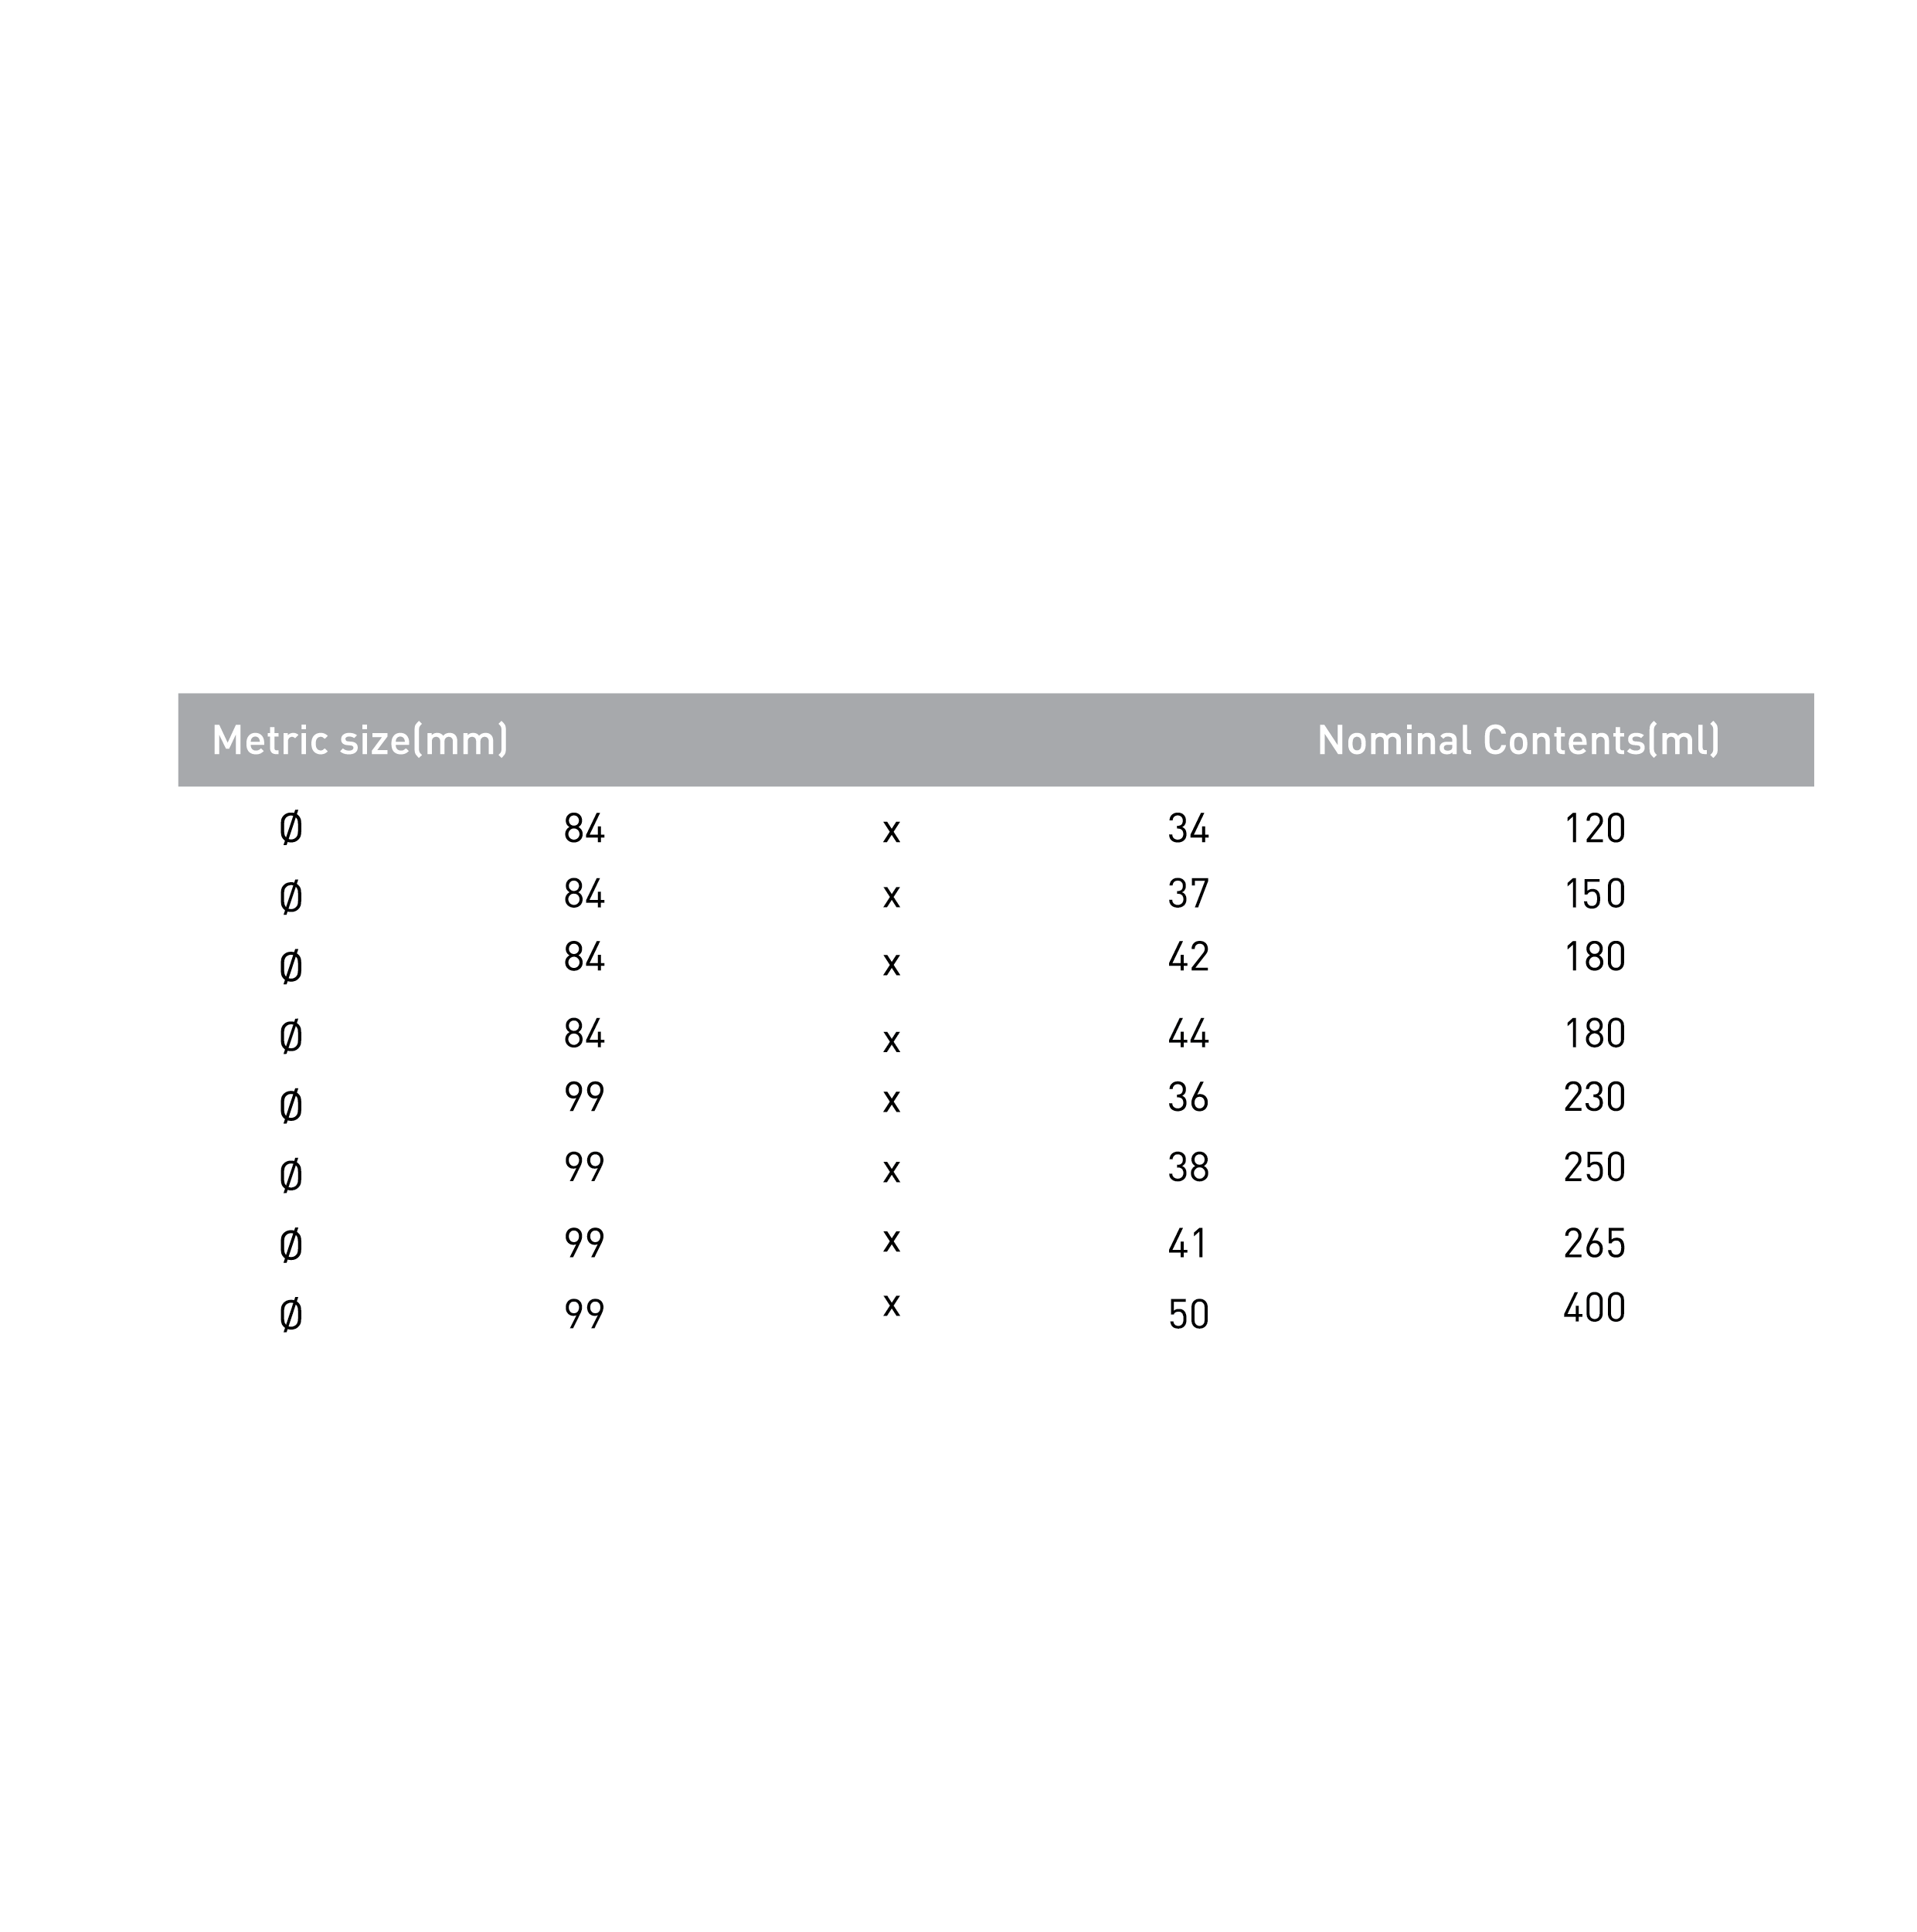 Metric size(mm) Nominal Contents(ml)
Ø 84 x 34 120
Ø 84 x 37 150
Ø 84 x 42 180
Ø 84 x 44 180
Ø 99 x 36 230
Ø 99 x 38 250
Ø 99 x 41 265
Ø 99 x 50 400